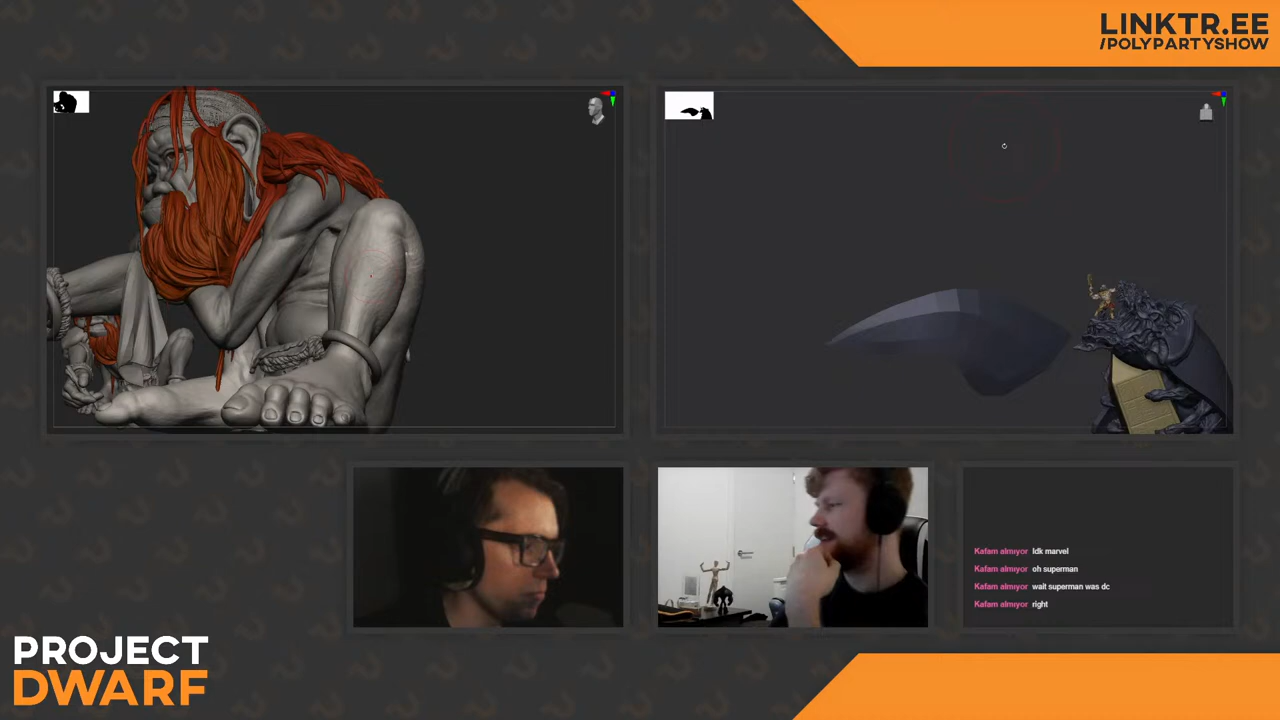 LINKTR.EE
/POLYPARTYSHOW
Kafam almıyor Idk marvel
Kafam almıyor oh superman
Kafam almıyor wait superman was dc
Kafam almıyor right
PROJECT
DWARF